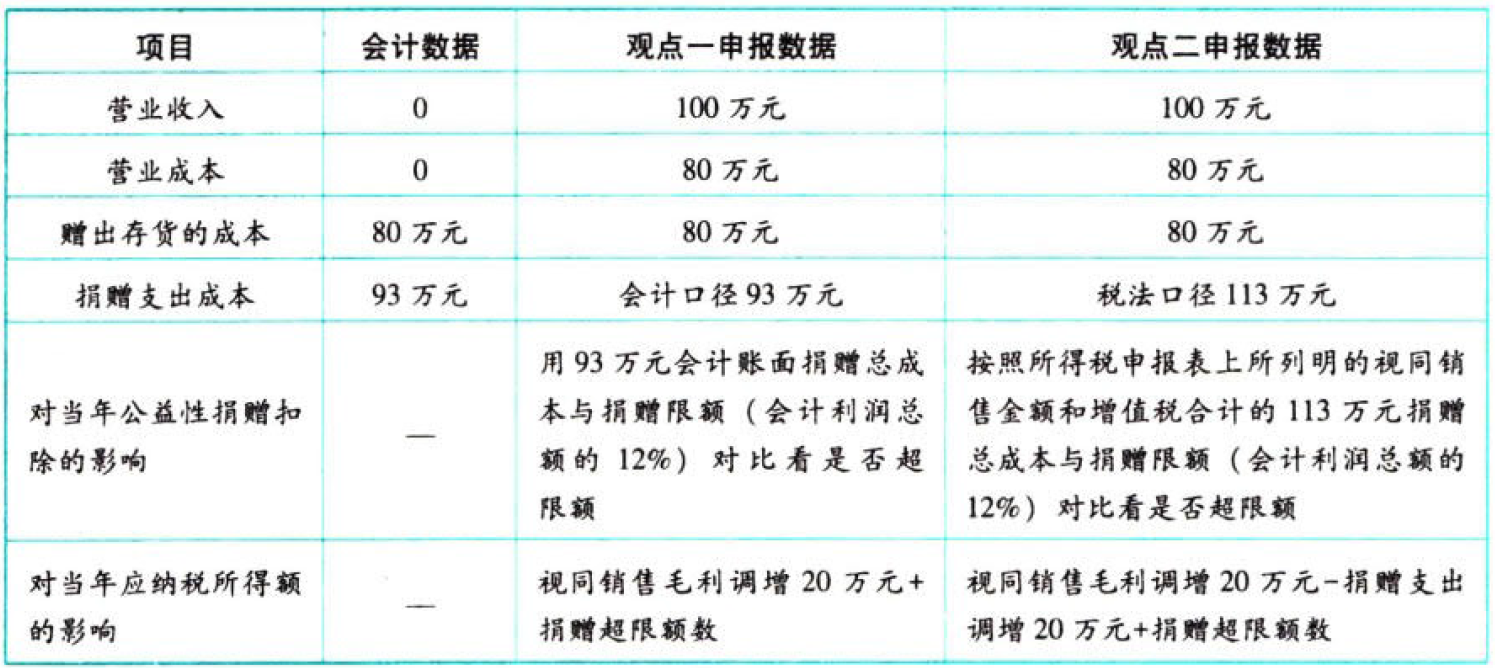 项目 会计数据 观点一申报数据 观点二申报数据
营业收入 0 100 万元 100 万元
营业成本 0 80 万元 80 万元
赠出存货的成本 80 万元 80 万元 80 万元
捐赠支出成本 93 万元 会计口径 93 万元 税法口径 113 万元
对当年公益性捐赠扣
除的影响
—
用 93 万元会计账面捐赠总成
本与捐赠限额（会计利润总
额的 12%）对比看是否超
限额
按照所得税申报表上所列明的视同销
售金额和增值税合计的 113 万元捐赠
总成本与捐赠限额（会计利润总额的
12%）对比看是否超限额
对当年应纳税所得额
的影响
—
视同销售毛利调增 20 万元+
捐赠超限额数
视同销售毛利调增 20 万元-捐赠支出
调增 20 万元+捐赠超限额数